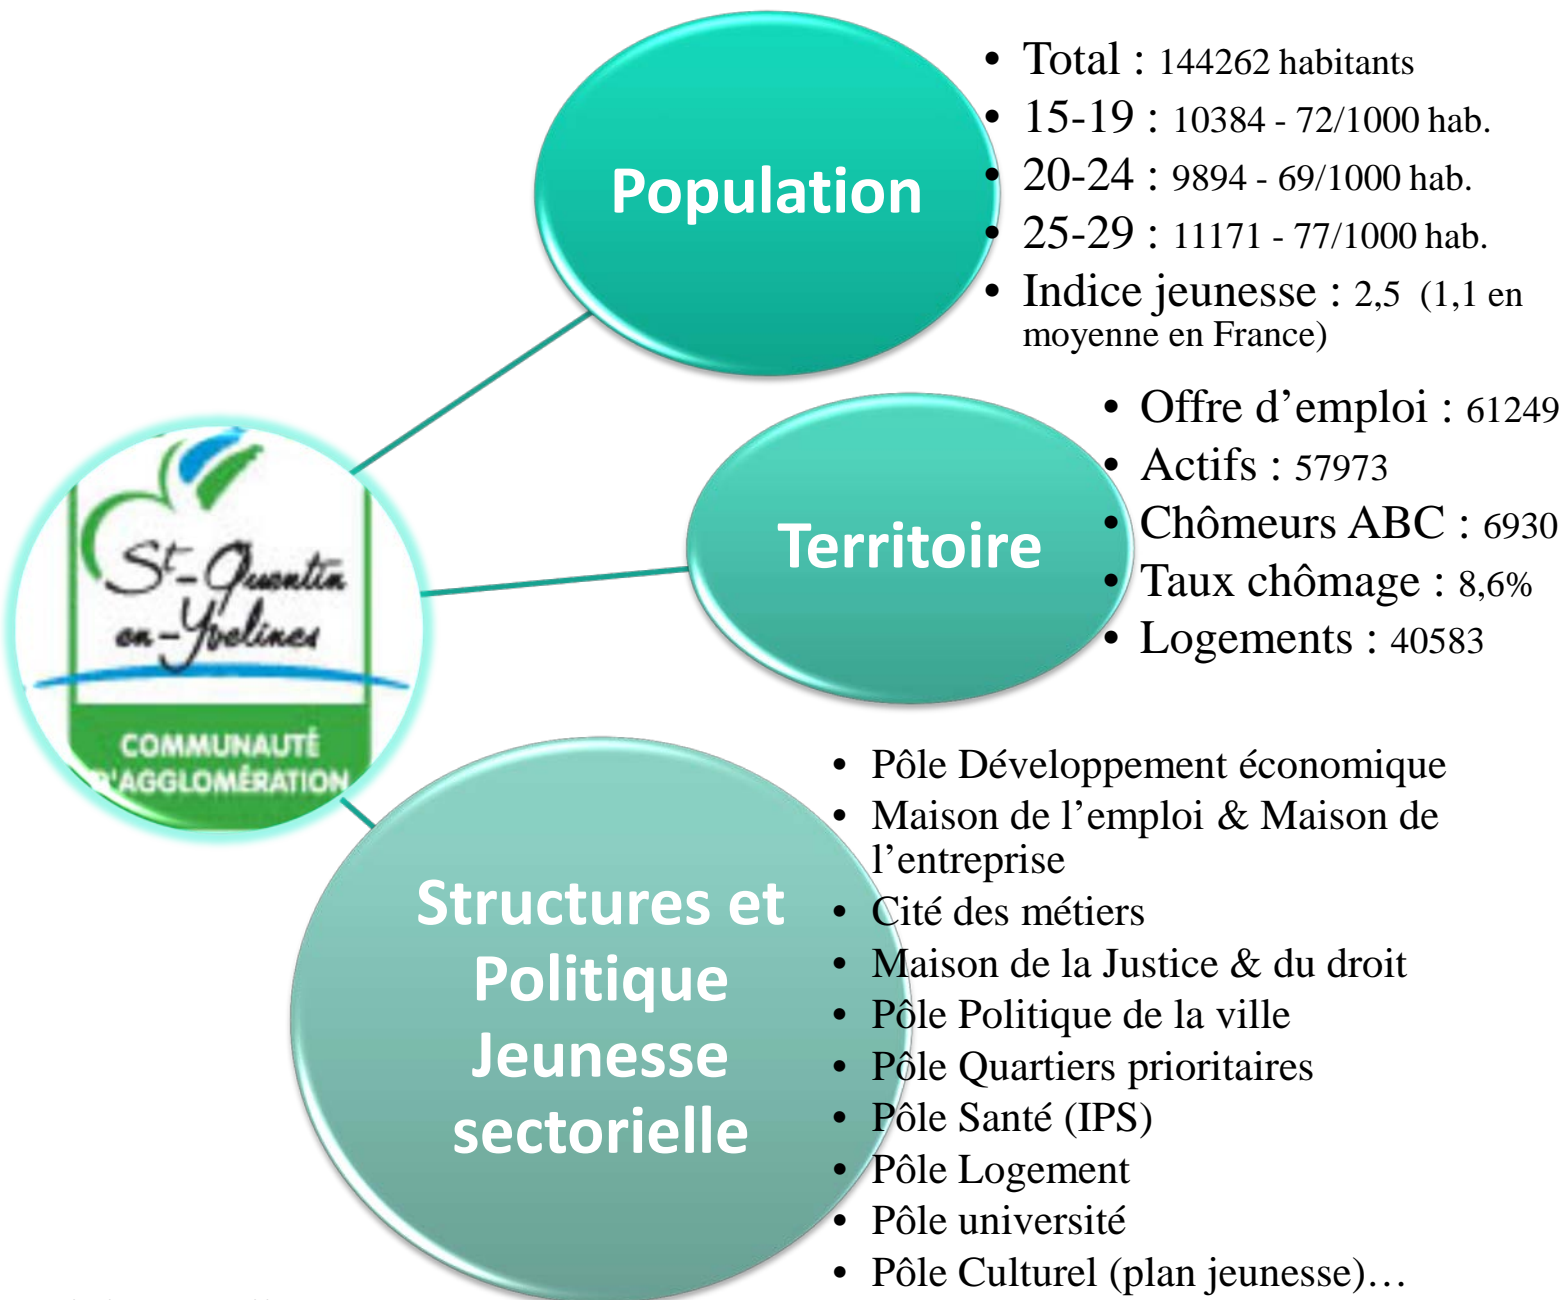 Population
• Total : 144262 habitants
• 15-19 : 10384 - 72/1000 hab.
• 20-24 : 9894 - 69/1000 hab.
• 25-29 : 11171 - 77/1000 hab.
• Indice jeunesse : 2,5 (1,1 en
moyenne en France)
St-Quentin
en-Yvelines
COMMUNAUTÉ
D'AGGLOMÉRATION
Territoire
• Offre d’emploi : 61249
• Actifs : 57973
• Chômeurs ABC : 6930
• Taux chômage : 8,6%
• Logements : 40583
Structures et
Politique
Jeunesse
sectorielle
• Pôle Développement économique
• Maison de l’emploi & Maison de
l’entreprise
• Cité des métiers
• Maison de la Justice & du droit
• Pôle Politique de la ville
• Pôle Quartiers prioritaires
• Pôle Santé (IPS)
• Pôle Logement
• Pôle université
• Pôle Culturel (plan jeunesse)…